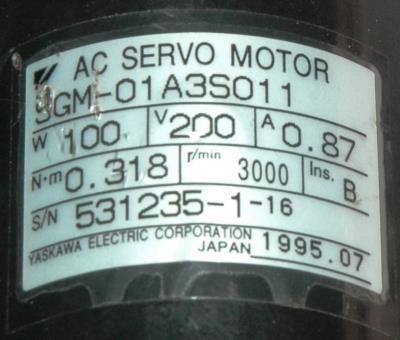 AC SERVO MOTOR
SGM-01A3S011
W 100 V 200 A 0.87
N·m 0.318 r/min 3000 Ins. B
S/N 531235-1-16
YASKAWA ELECTRIC CORPORATION
JAPAN 1995.07